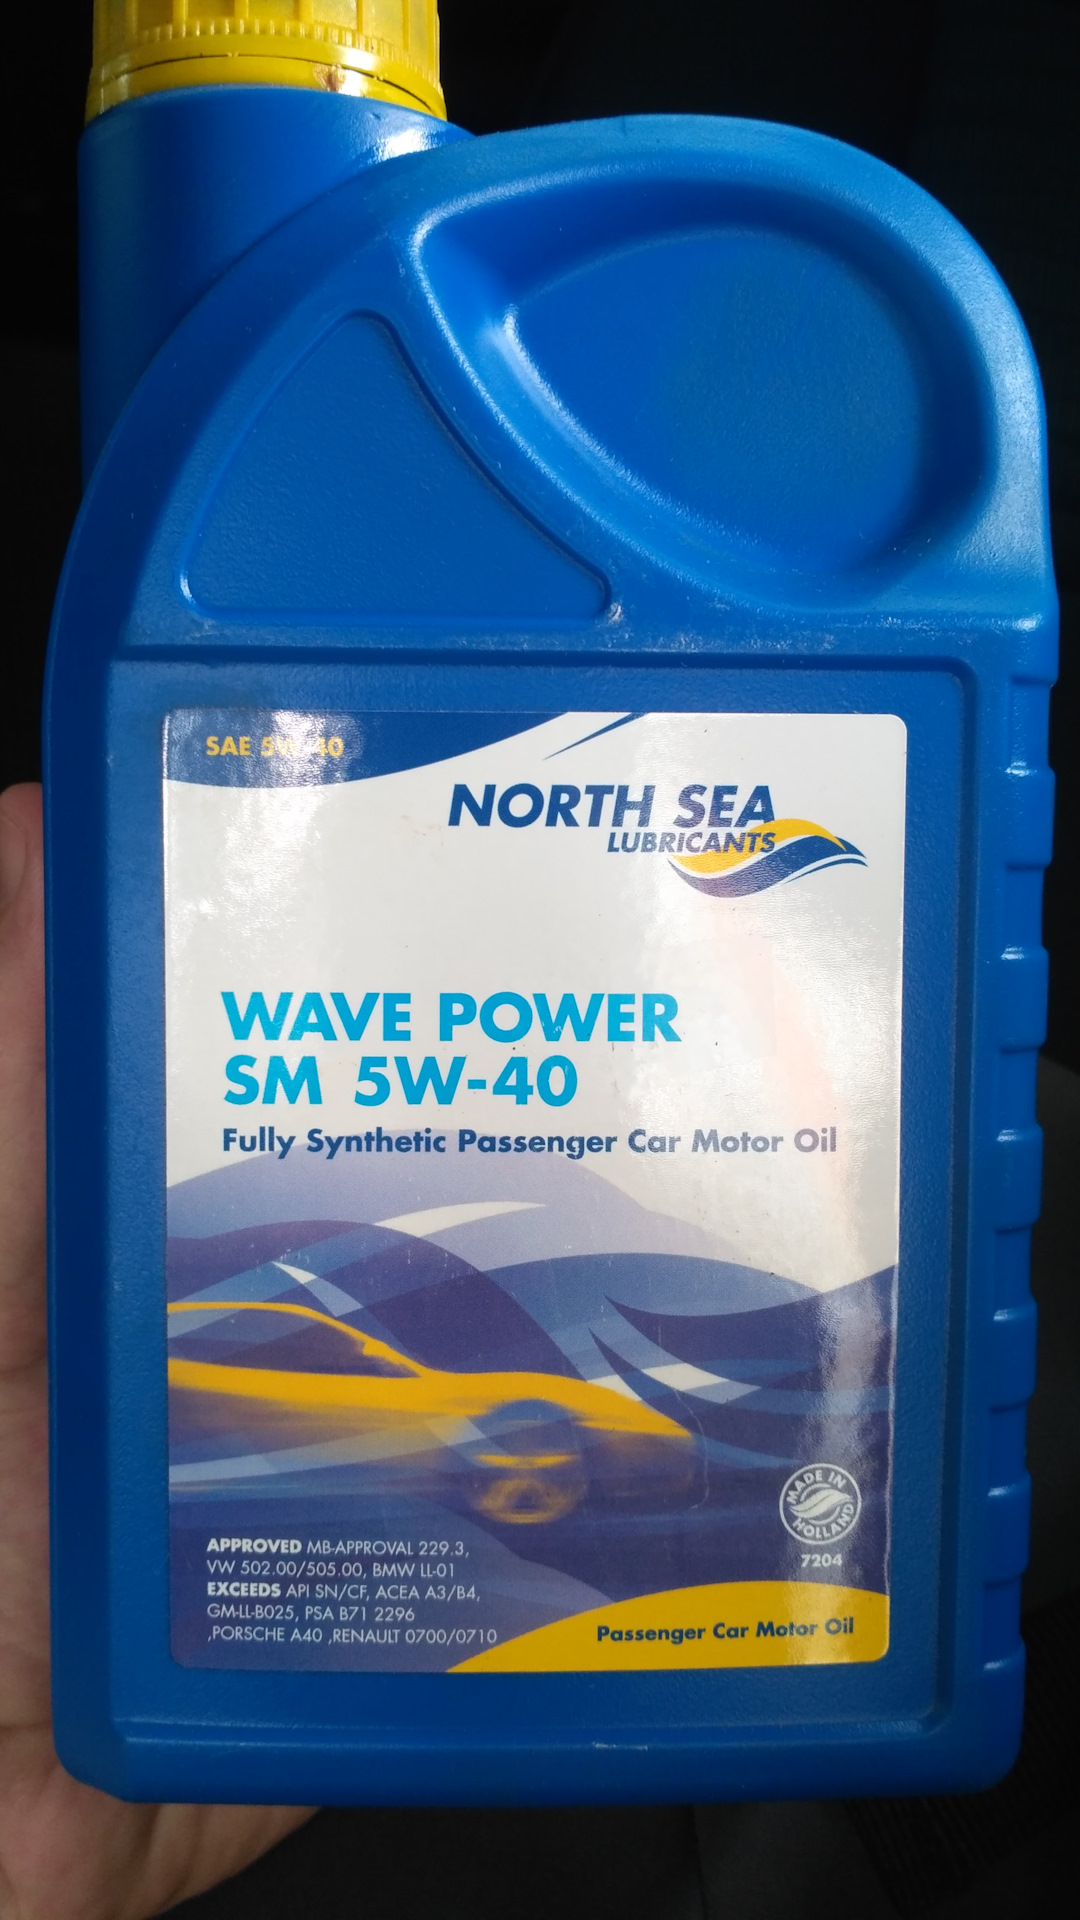 SAE 5W-40
NORTH SEA
LUBRICANTS
WAVE POWER
SM 5W-40
Fully Synthetic Passenger Car Motor Oil
MADE IN
HOLLAND
7204
APPROVED MB-APPROVAL 229.3,
VW 502.00/505.00, BMW LL-01
EXCEEDS API SN/CF, ACEA A3/B4,
GM-LL-B025, PSA B71 2296
,PORSCHE A40 ,RENAULT 0700/0710
Passenger Car Motor Oil